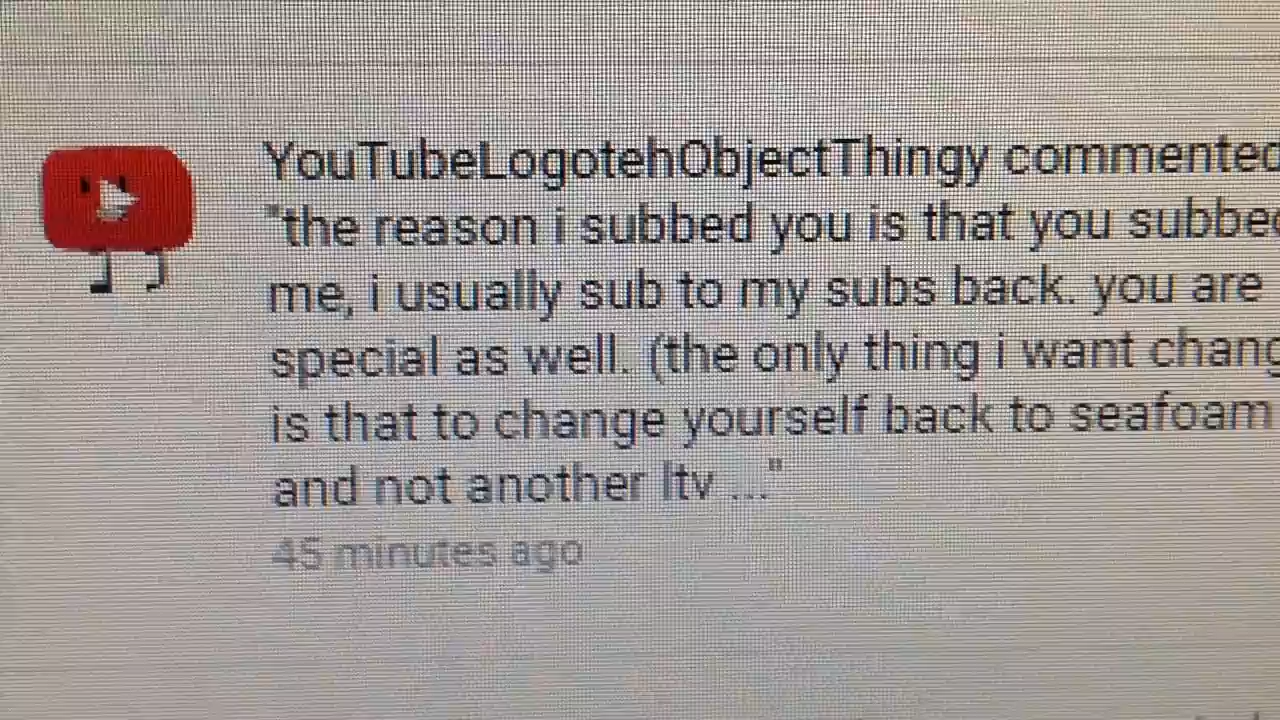 YouTubeLogotehObjectThingy commented
"the reason i subbed you is that you subbed
me, i usually sub to my subs back. you are
special as well. (the only thing i want chang
is that to change yourself back to seafoam
and not another ltv ..."
45 minutes ago